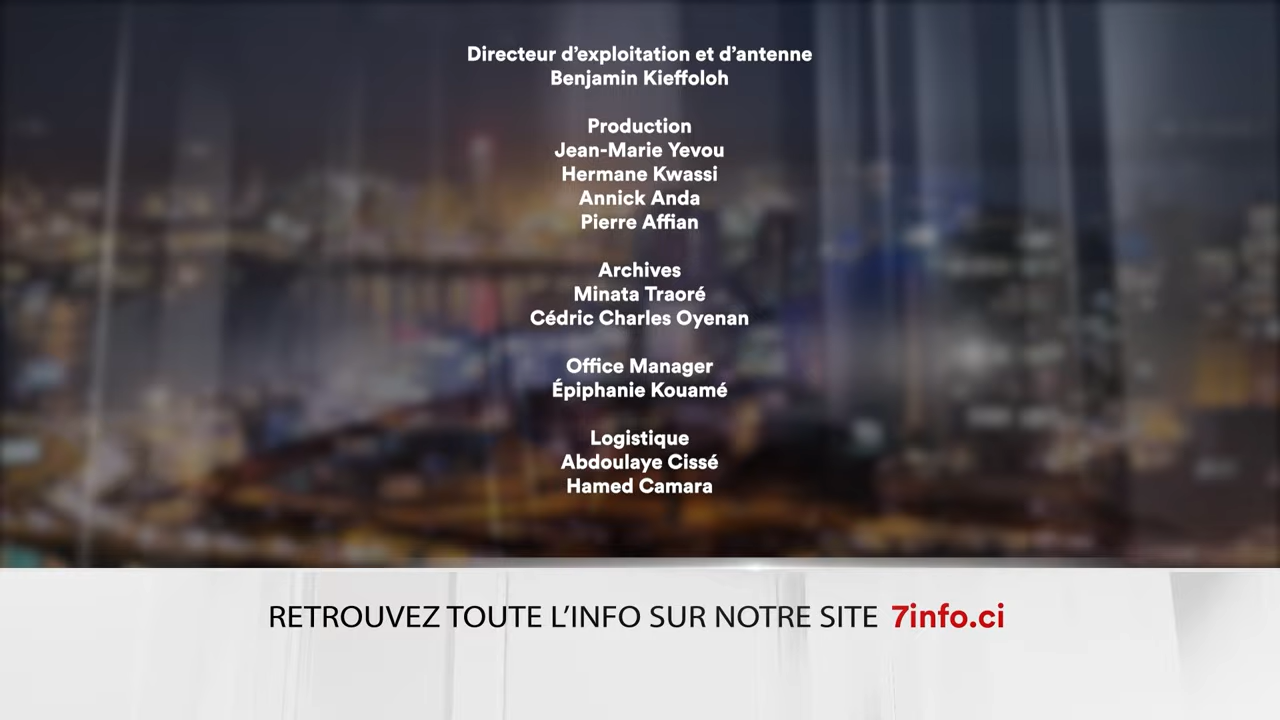 Directeur d’exploitation et d’antenne
Benjamin Kieffoloh
Production
Jean-Marie Yevou
Hermane Kwassi
Annick Anda
Pierre Affian
Archives
Minata Traoré
Cédric Charles Oyenan
Office Manager
Épiphanie Kouamé
Logistique
Abdoulaye Cissé
Hamed Camara
RETROUVEZ TOUTE L’INFO SUR NOTRE SITE 7info.ci